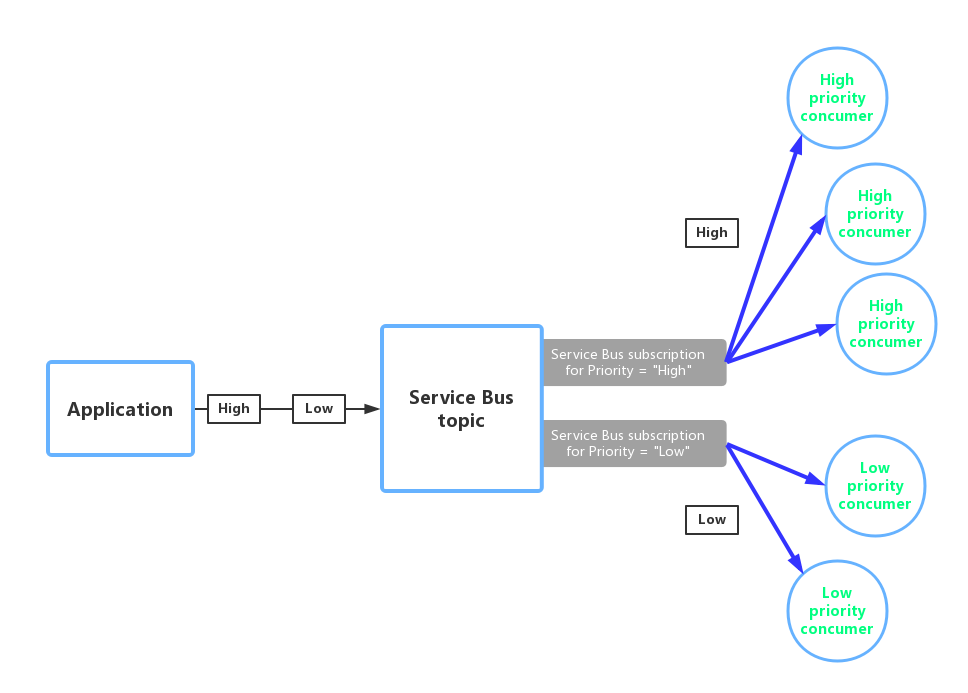 High
priority
concumer
High
priority
concumer
High
High
priority
concumer
Service Bus subscription
for Priority = "High"
Application
High
Low
Service Bus
topic
Service Bus subscription
for Priority = "Low"
Low
priority
concumer
Low
Low
priority
concumer